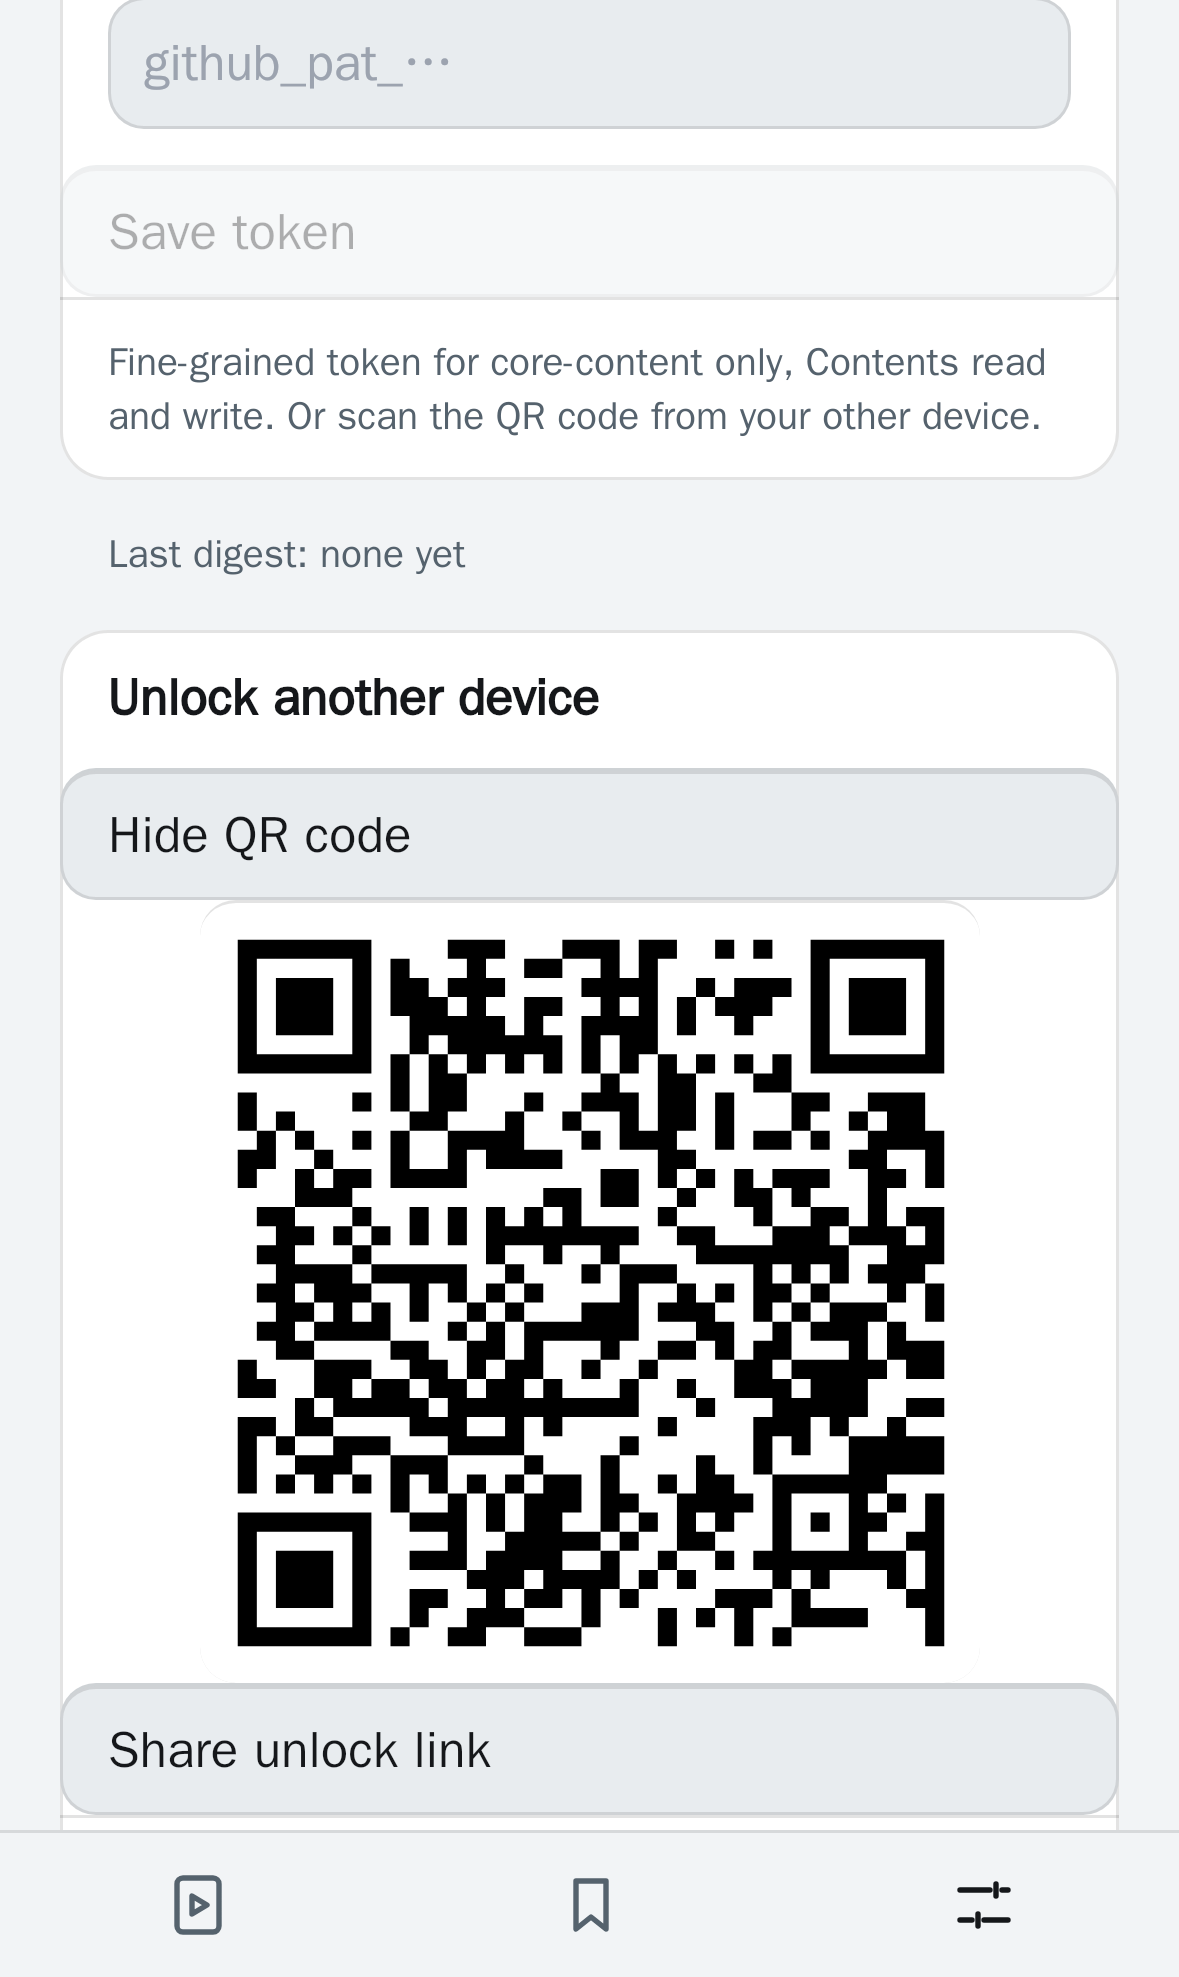 github_pat_···
Save token
Fine-grained token for core-content only, Contents read
and write. Or scan the QR code from your other device.
Last digest: none yet
Unlock another device
Hide QR code
Share unlock link